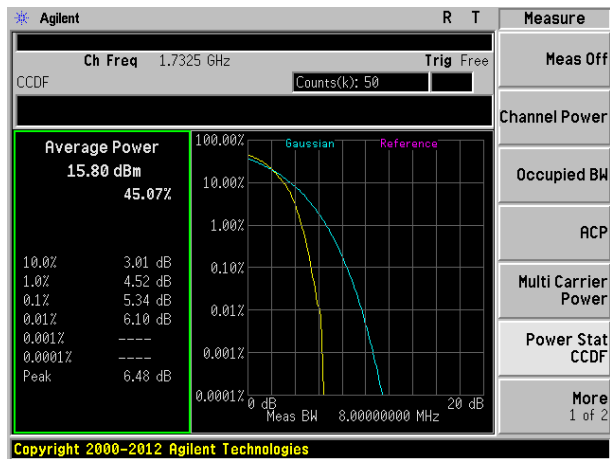 Agilent R T Measure
Ch Freq 1.7325 GHz Trig Free
CCDF Counts(k): 50
Average Power
15.80 dBm
45.07%
10.0% 3.01 dB
1.0% 4.52 dB
0.1% 5.34 dB
0.01% 6.10 dB
0.001% ----
0.0001% ----
Peak 6.48 dB
Gaussian Reference
100.00%
10.00%
1.00%
0.10%
0.01%
0.001%
0.0001%
0 dB 20 dB
Meas BW 8.00000000 MHz
Meas Off
Channel Power
Occupied BW
ACP
Multi Carrier
Power
Power Stat
CCDF
More
1 of 2
Copyright 2000-2012 Agilent Technologies